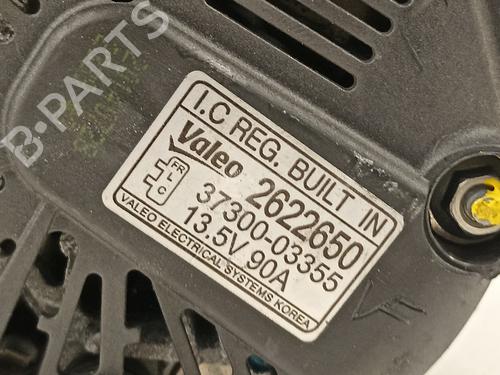 B-PARTS
I.C REG. BUILT IN
Valeo 2622650
FR
L
C
37300-03355
13.5V 90A
VALEO ELECTRICAL SYSTEMS KOREA